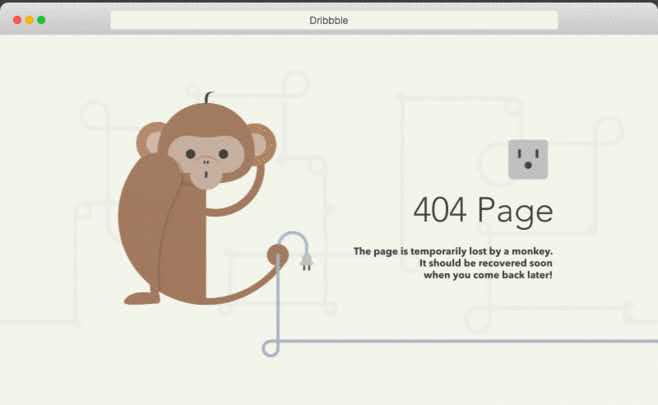 Dribbble
404 Page
The page is temporarily lost by a monkey.
It should be recovered soon
when you come back later!